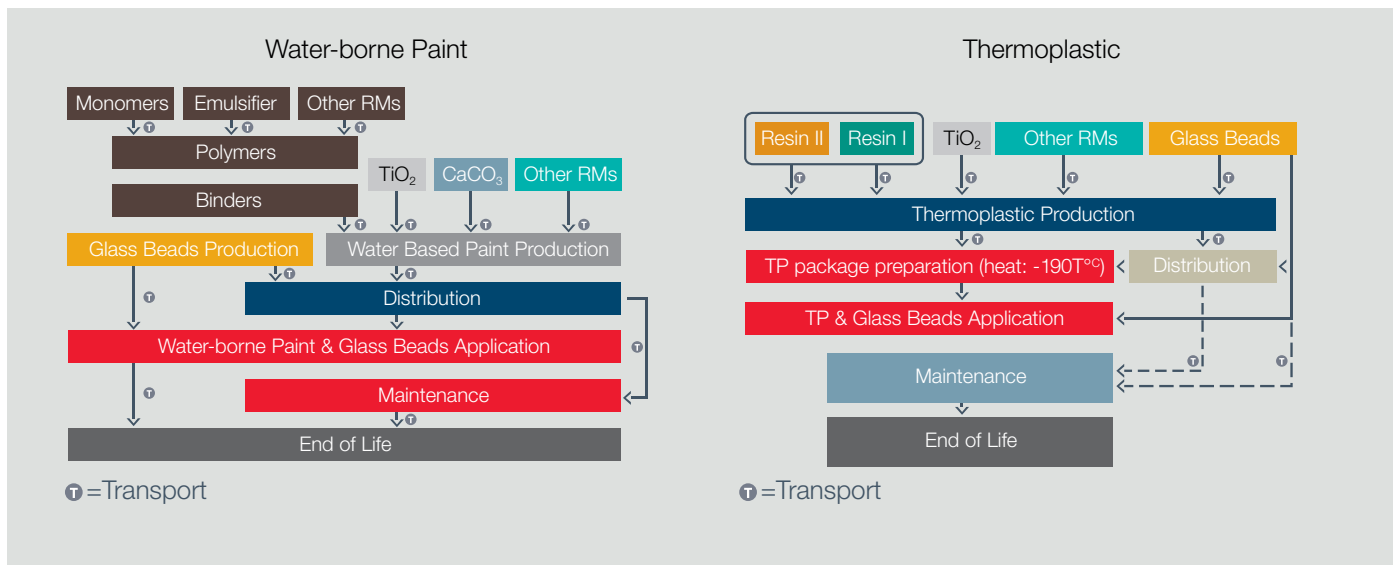 Water-borne Paint
Monomers
Emulsifier
Other RMs
T
T
T
Polymers
TiO2
CaCO3
Other RMs
Binders
T
T
T
T
Glass Beads Production
Water Based Paint Production
T
T
T
Distribution
Water-borne Paint & Glass Beads Application
T
T
Maintenance
T
End of Life
T=Transport
Thermoplastic
Resin II
Resin I
TiO2
Other RMs
Glass Beads
T
T
T
T
T
Thermoplastic Production
T
T
TP package preparation (heat: -190T°C)
Distribution
TP & Glass Beads Application
T
T
Maintenance
End of Life
T=Transport